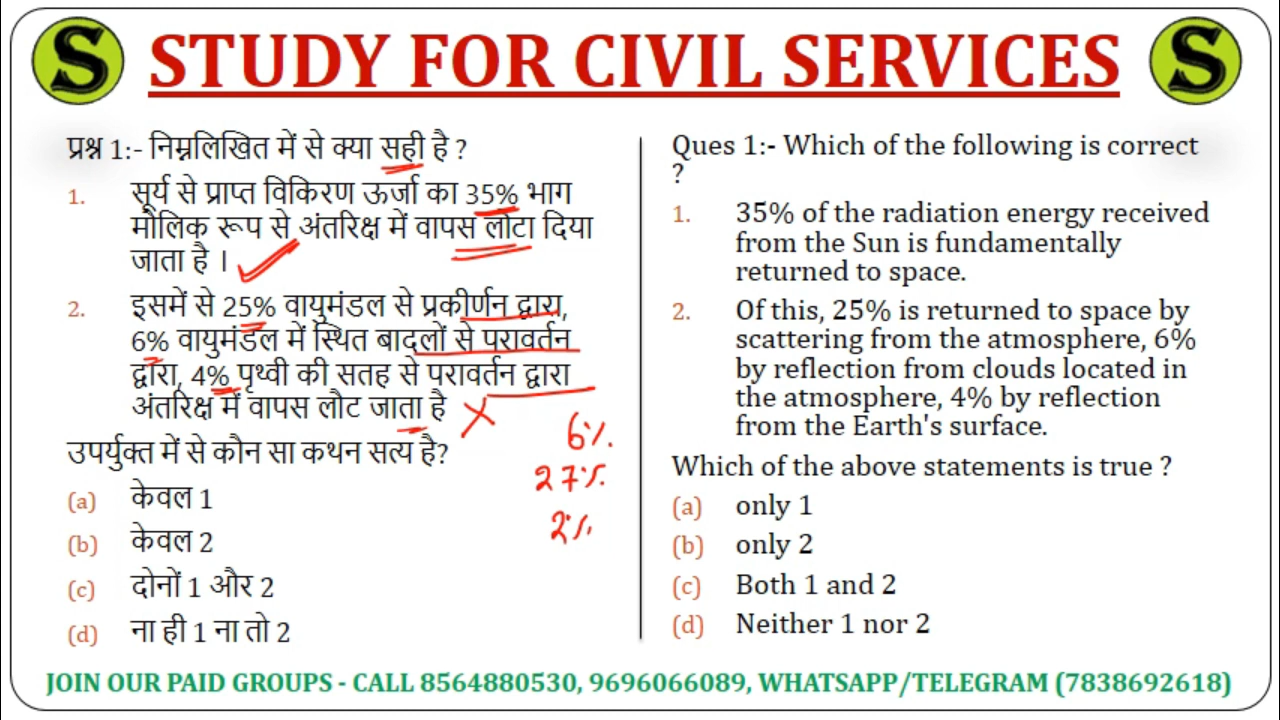 S
STUDY FOR CIVIL SERVICES
S
प्रश्न 1:- निम्नलिखित में से क्या सही है ?
1. सूर्य से प्राप्त विकिरण ऊर्जा का 35% भाग
मौलिक रूप से अंतरिक्ष में वापस लौटा दिया
जाता है ।
2. इसमें से 25% वायुमंडल से प्रकीर्णन द्वारा,
6% वायुमंडल में स्थित बादलों से परावर्तन
द्वारा, 4% पृथ्वी की सतह से परावर्तन द्वारा
अंतरिक्ष में वापस लौट जाता है
6%
27%
2%
उपर्युक्त में से कौन सा कथन सत्य है?
(a) केवल 1
(b) केवल 2
(c) दोनों 1 और 2
(d) ना ही 1 ना तो 2
Ques 1:- Which of the following is correct
?
1. 35% of the radiation energy received
from the Sun is fundamentally
returned to space.
2. Of this, 25% is returned to space by
scattering from the atmosphere, 6%
by reflection from clouds located in
the atmosphere, 4% by reflection
from the Earth's surface.
Which of the above statements is true ?
(a) only 1
(b) only 2
(c) Both 1 and 2
(d) Neither 1 nor 2
JOIN OUR PAID GROUPS - CALL 8564880530, 9696066089, WHATSAPP/TELEGRAM (7838692618)